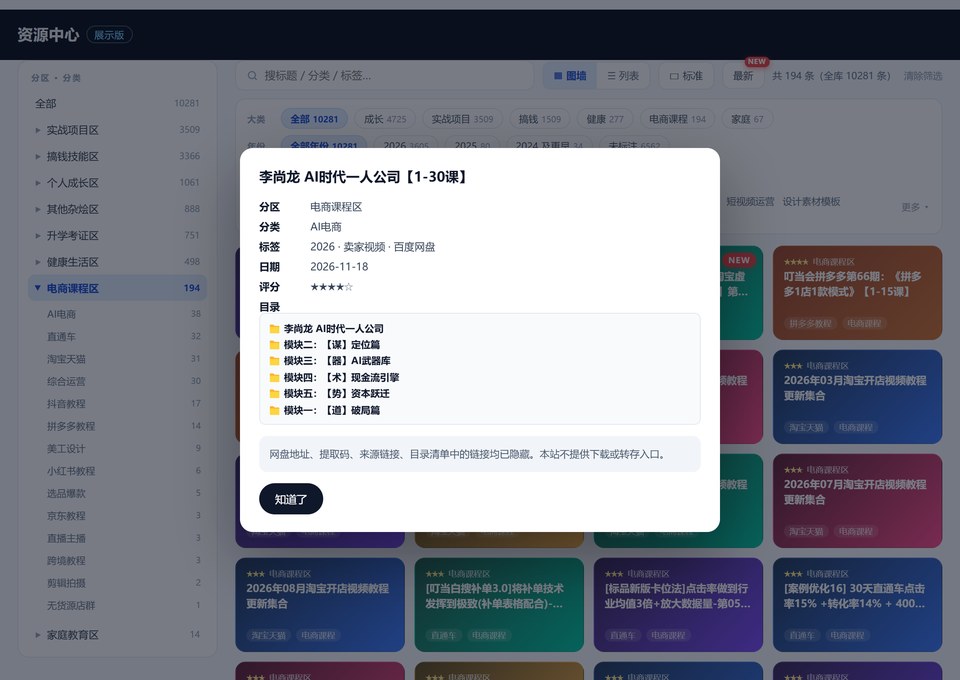 资源中心 展示版
分区 · 分类
全部 10281
实战项目区 3509
搞钱技能区 3366
个人成长区 1061
其他杂烩区 888
升学考证区 751
健康生活区 498
电商课程区 194
AI电商 38
直通车 32
淘宝天猫 31
综合运营 30
抖音教程 17
拼多多教程 14
美工设计 9
小红书教程 6
选品爆款 5
京东教程 3
直播主播 3
跨境教程 3
剪辑拍摄 2
无货源店群 1
家庭教育区 14
搜标题 / 分类 / 标签...
图墙 列表 标准 最新 NEW 共 194 条（全库 10281 条） 清除筛选
大类 全部 10281 成长 4725 实战项目 3509 搞钱 1509 健康 277 电商课程 194 家庭 67
年份 全部年份 10281 2026 3605 2025 80 2024 及更早 34 未标注 6562
短视频运营 设计素材模板
更多
李尚龙 AI时代一人公司【1-30课】
分区 电商课程区
分类 AI电商
标签 2026 · 卖家视频 · 百度网盘
日期 2026-11-18
评分 ★★★★☆
目录
李尚龙 AI时代一人公司
模块二：【谋】定位篇
模块三：【器】AI武器库
模块四：【术】现金流引擎
模块五：【势】资本跃迁
模块一：【道】破局篇
网盘地址、提取码、来源链接、目录清单中的链接均已隐藏。本站不提供下载或转存入口。
知道了
NEW
★★★★ 电商课程区
叮当会拼多多第66期：《拼多多1店1款模式》【1-15课】
拼多多教程 电商课程
★★★ 电商课程区
2026年03月淘宝开店视频教程更新集合
淘宝天猫 电商课程
★★★ 电商课程区
2026年07月淘宝开店视频教程更新集合
淘宝天猫 电商课程
★★★ 电商课程区
2026年08月淘宝开店视频教程更新集合
淘宝天猫 电商课程
★★★ 电商课程区
[叮当白搜补单3.0]将补单技术发挥到极致(补单表格配合)-...
直通车 电商课程
★★★ 电商课程区
[标品新版卡位法]点击率做到行业均值3倍+放大数据量-第05...
直通车 电商课程
★★★ 电商课程区
[案例优化16] 30天直通车点击率15% +转化率14% + 400...
直通车 电商课程
★★★ 电商课程区
★★★ 电商课程区
★★★ 电商课程区
★★★ 电商课程区